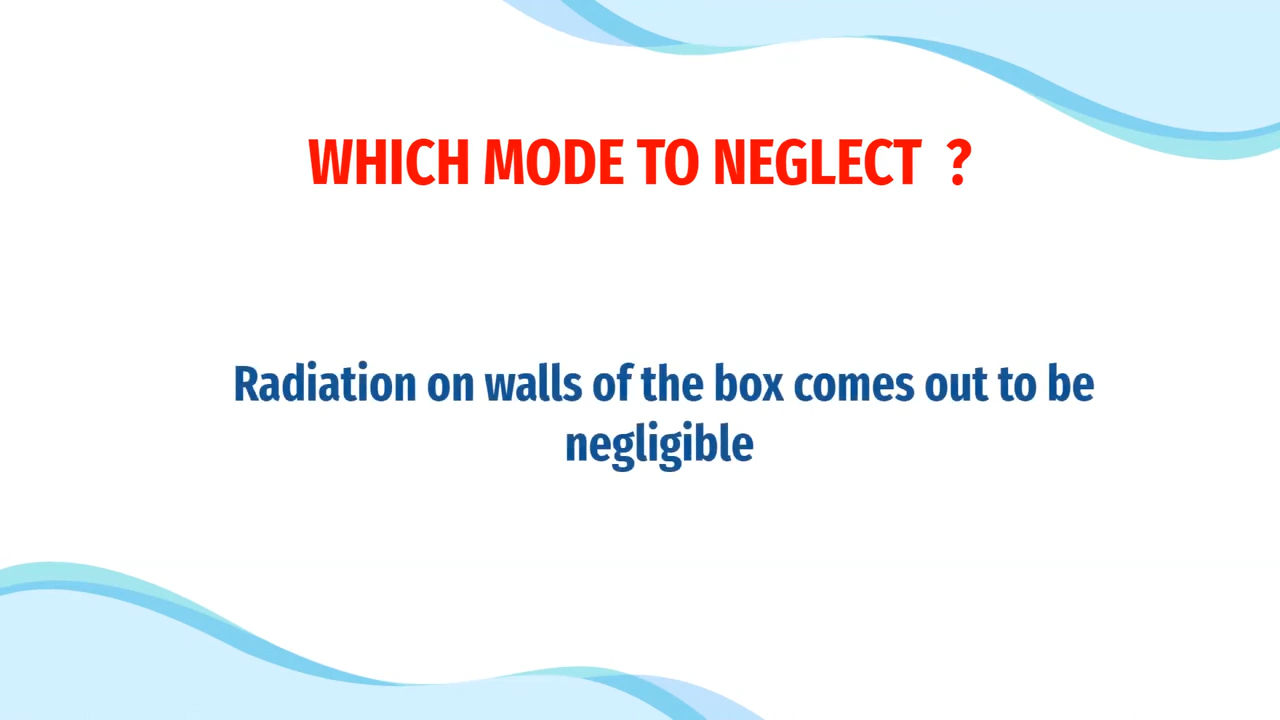 WHICH MODE TO NEGLECT ?
Radiation on walls of the box comes out to be
negligible